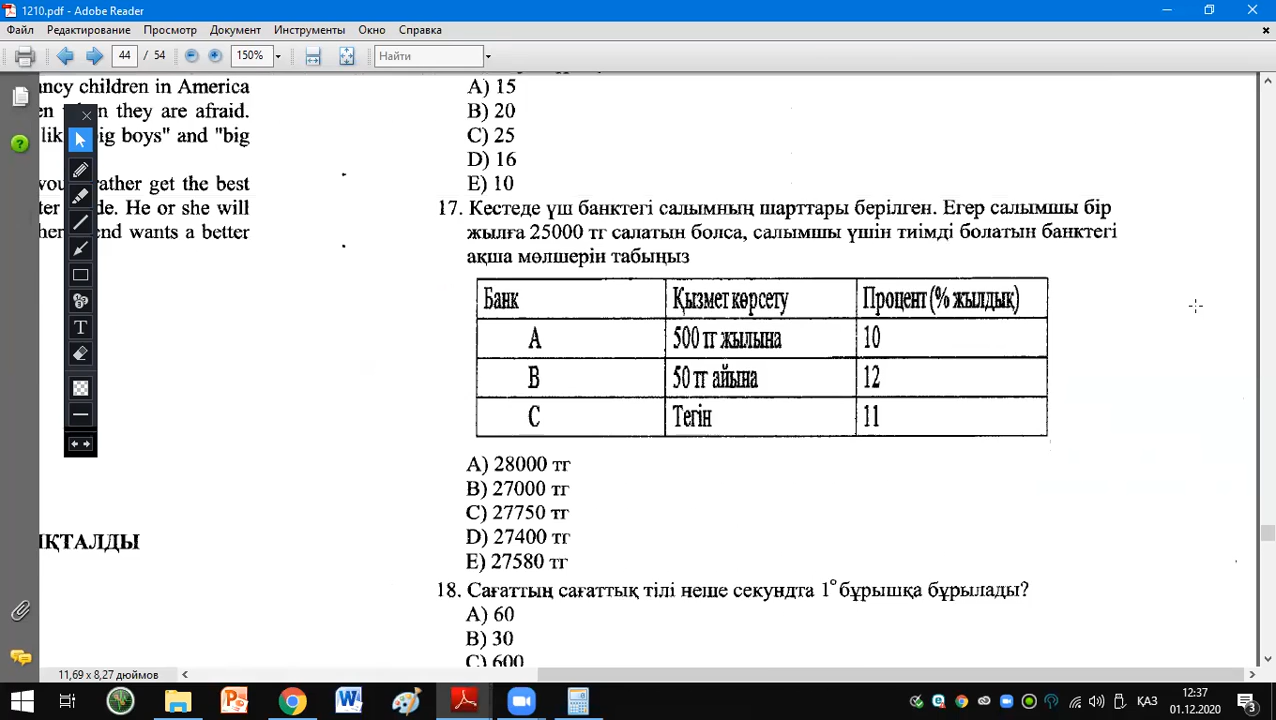 1210.pdf - Adobe Reader
Файл Редактирование Просмотр Документ Инструменты Окно Справка
44 / 54 150% Найти
ancy children in America
they are afraid.
big boys" and "big
rather get the best
de. He or she will
end wants a better
ЫҚТАЛДЫ
A) 15
B) 20
C) 25
D) 16
E) 10
17. Кестеде үш банктегі салымның шарттары берілген. Егер салымшы бір
жылға 25000 тг салатын болса, салымшы үшін тиімді болатын банктегі
ақша мөлшерін табыңыз
Банк Қызмет көрсету Процент (% жылдық)
A 500 тг жылына 10
B 50 тг айына 12
C Тегін 11
A) 28000 тг
B) 27000 тг
C) 27750 тг
D) 27400 тг
E) 27580 тг
18. Сағаттың сағаттық тілі неше секундта 1° бұрышқа бұрылады?
A) 60
B) 30
C) 600
11,69 x 8,27 дюймов
ҚАЗ
12:37
01.12.2020
3